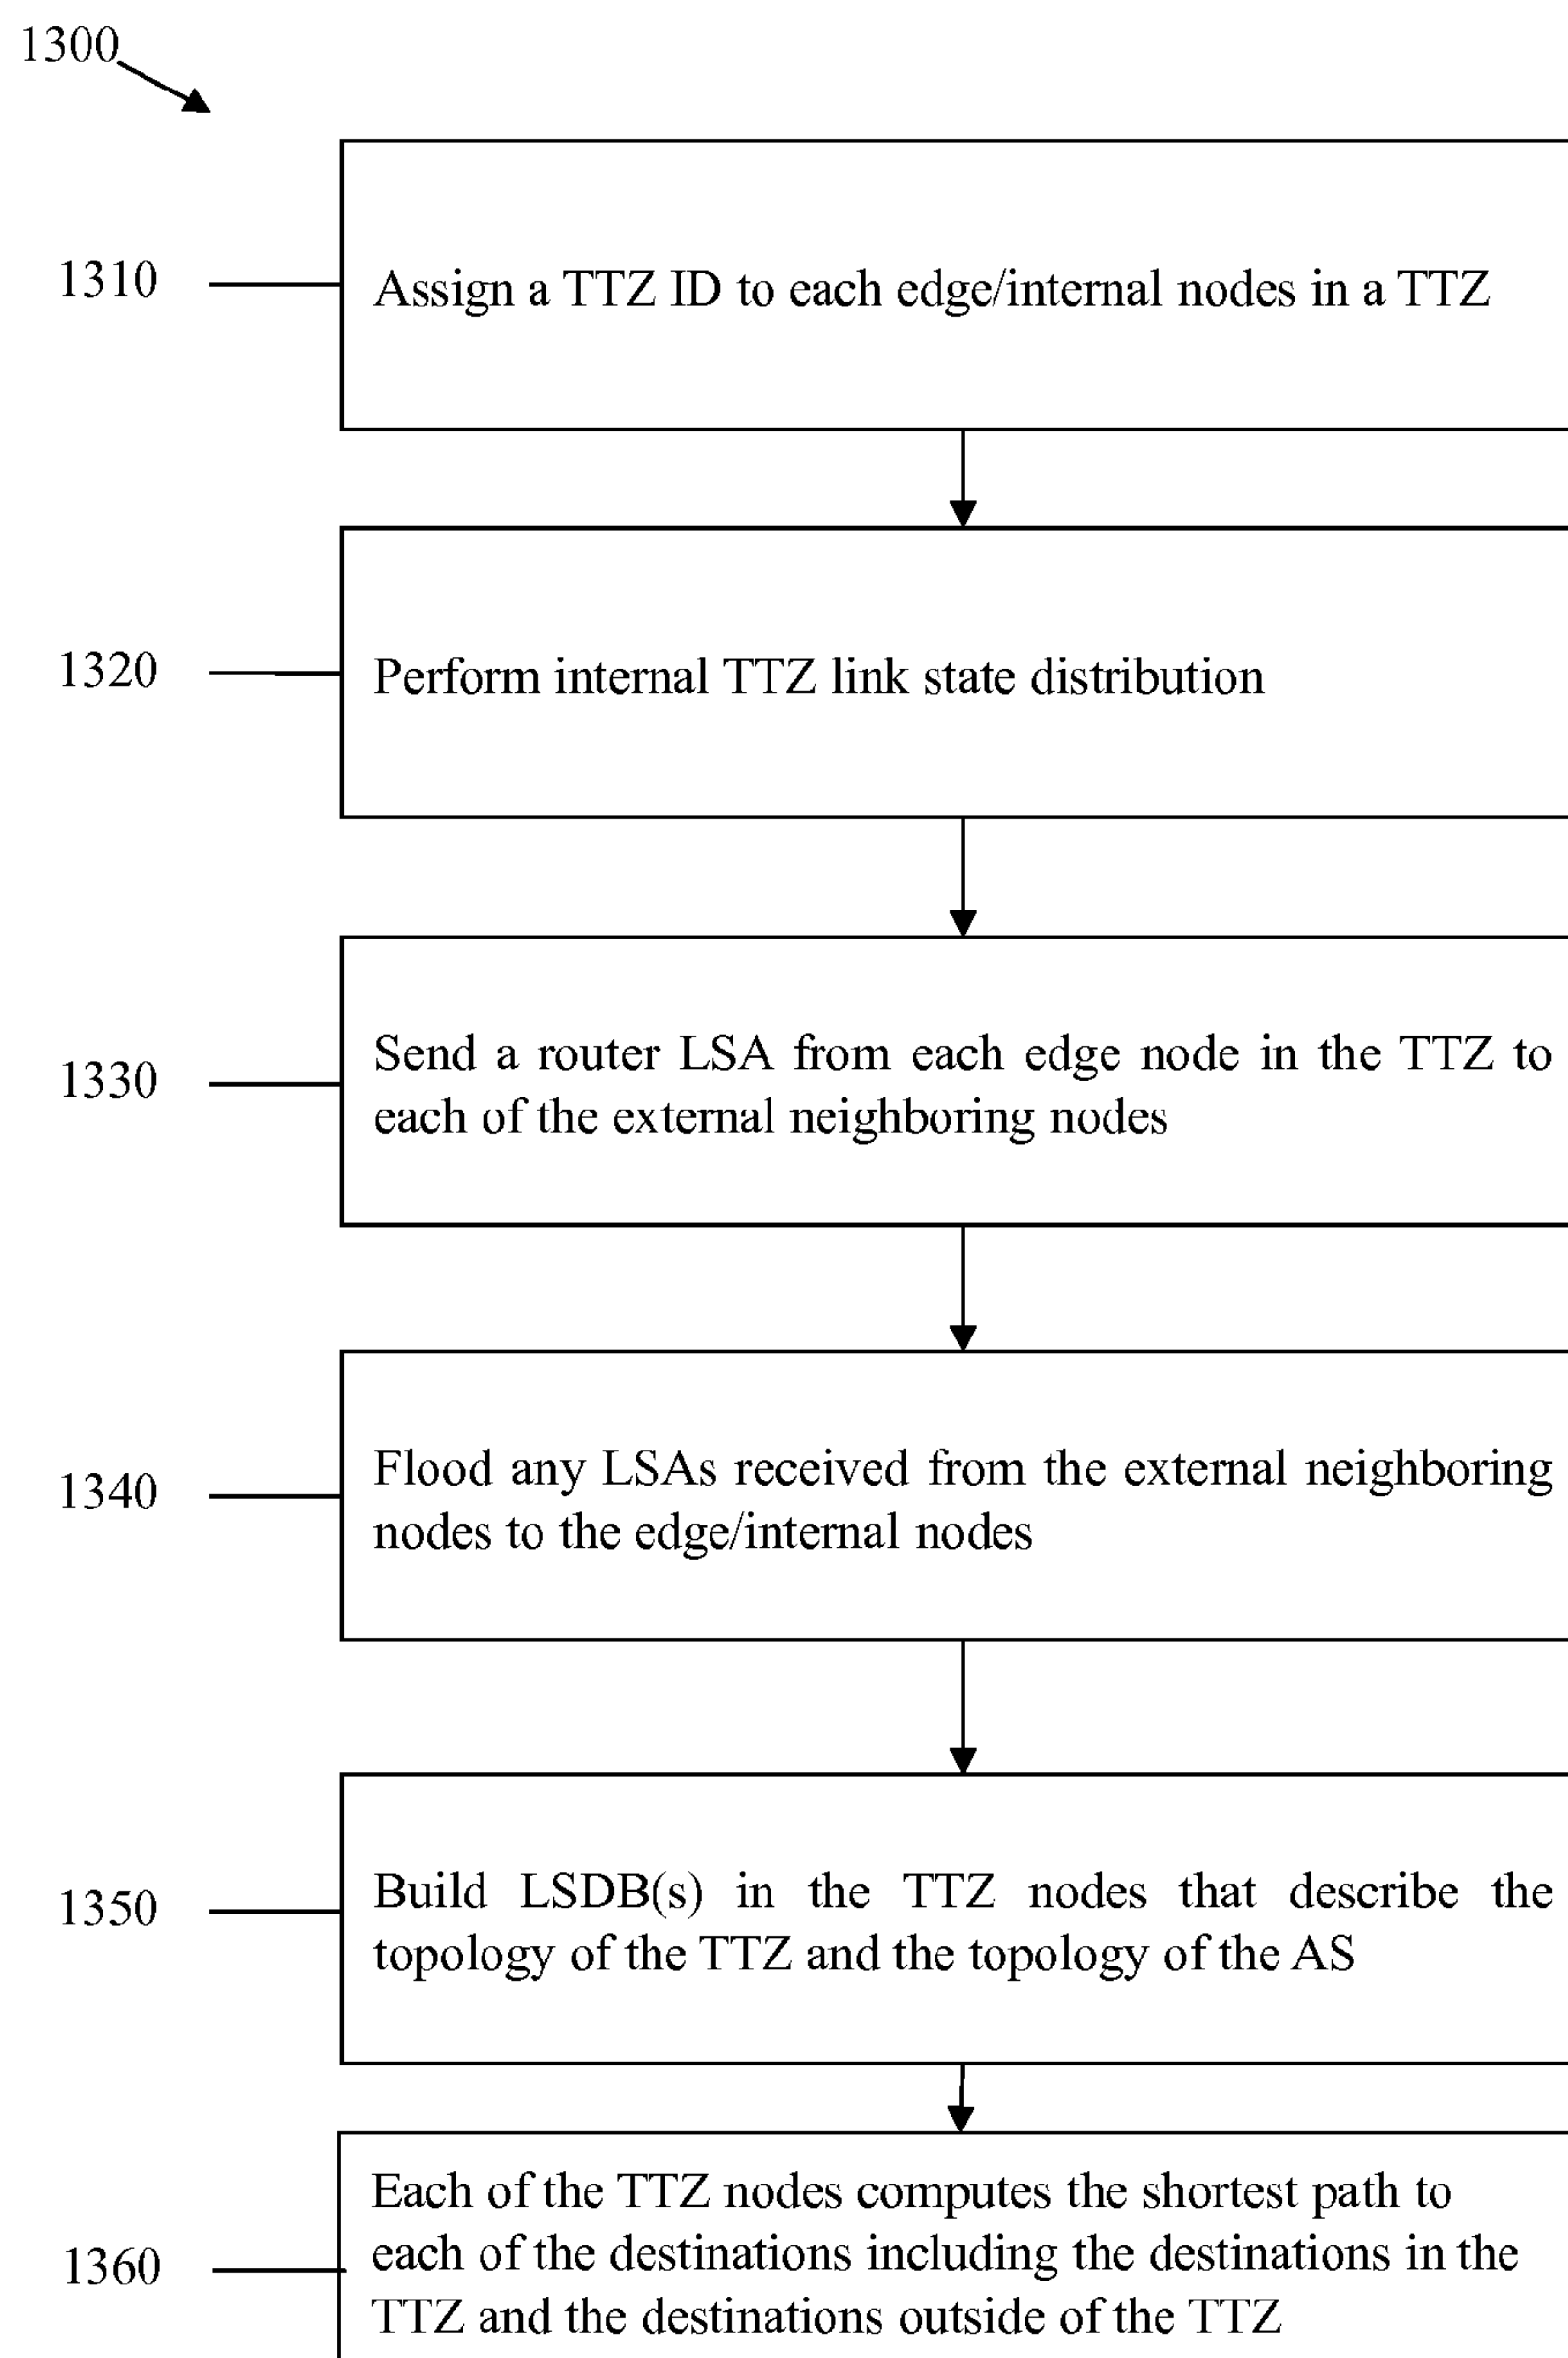 1300
1310
Assign a TTZ ID to each edge/internal nodes in a TTZ
1320
Perform internal TTZ link state distribution
1330
Send a router LSA from each edge node in the TTZ to
each of the external neighboring nodes
1340
Flood any LSAs received from the external neighboring
nodes to the edge/internal nodes
1350
Build LSDB(s) in the TTZ nodes that describe the
topology of the TTZ and the topology of the AS
1360
Each of the TTZ nodes computes the shortest path to
each of the destinations including the destinations in the
TTZ and the destinations outside of the TTZ